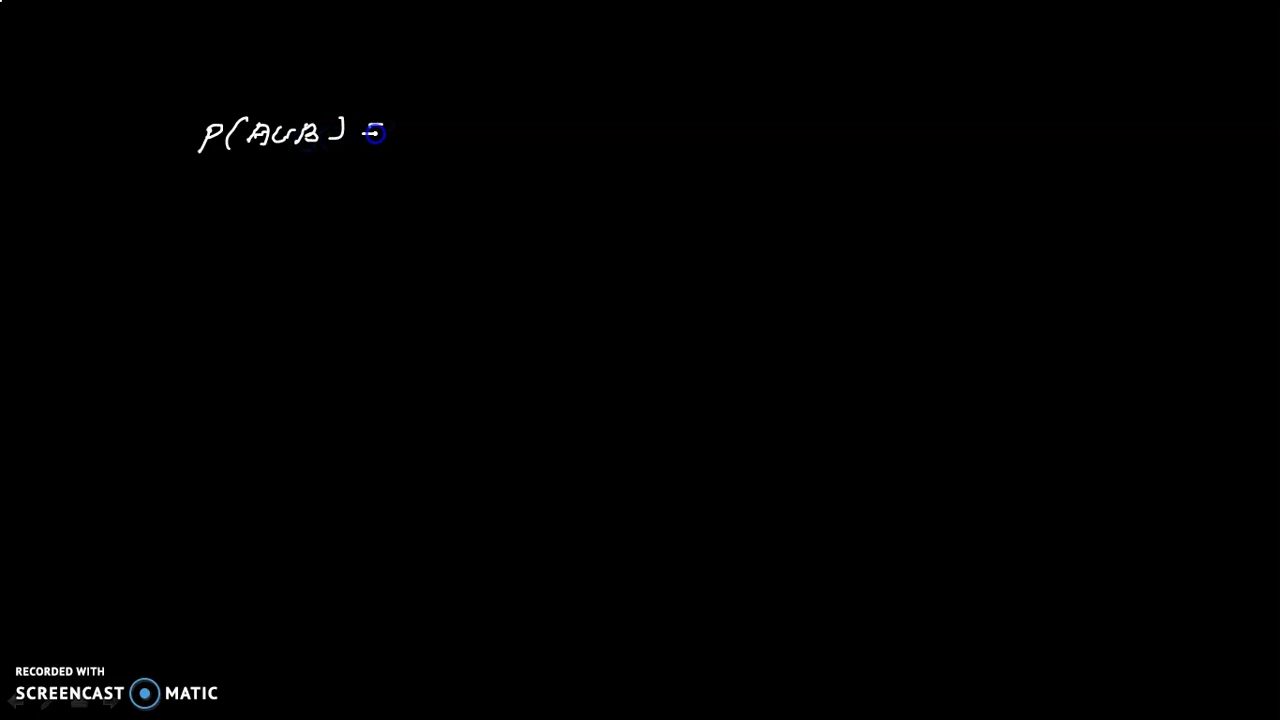 P(A∪B) =
RECORDED WITH
SCREENCAST MATIC